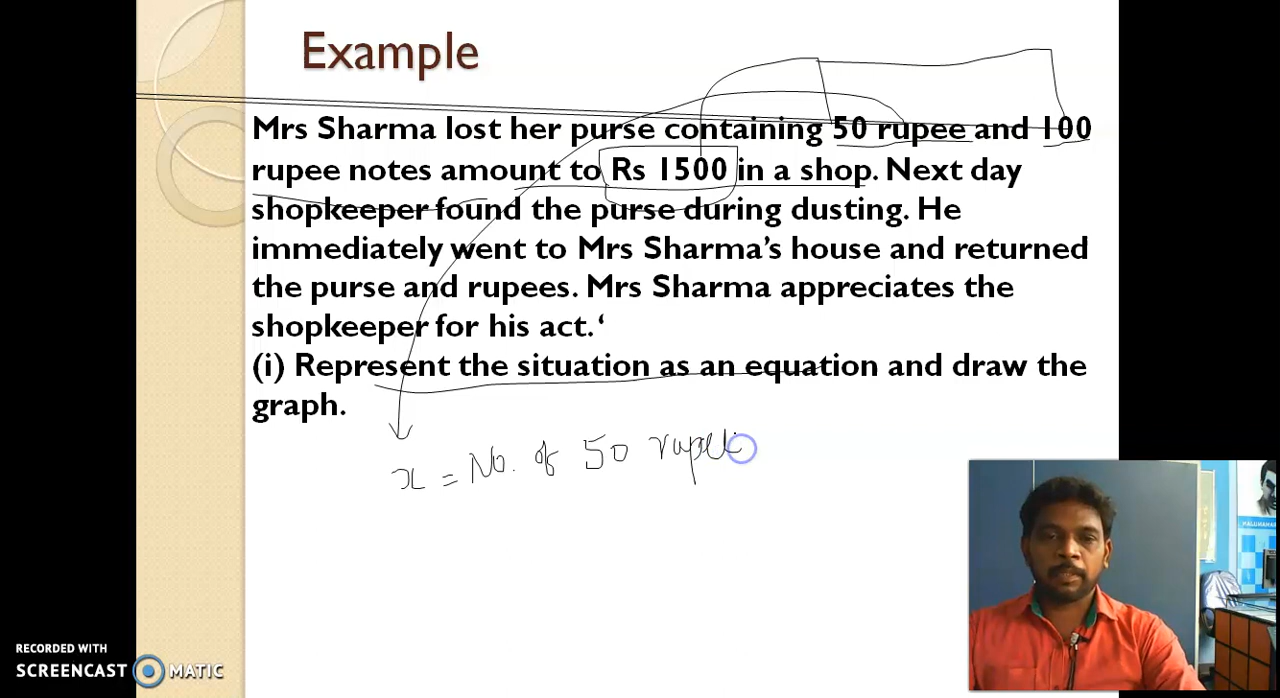 Example
Mrs Sharma lost her purse containing 50 rupee and 100
rupee notes amount to Rs 1500 in a shop. Next day
shopkeeper found the purse during dusting. He
immediately went to Mrs Sharma's house and returned
the purse and rupees. Mrs Sharma appreciates the
shopkeeper for his act. ‘
(i) Represent the situation as an equation and draw the
graph.
x = No. of 50 rupee
RECORDED WITH
SCREENCAST MATIC